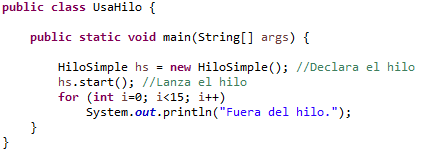 public class UsaHilo {
public static void main(String[] args) {
HiloSimple hs = new HiloSimple(); //Declara el hilo
hs.start(); //Lanza el hilo
for (int i=0; i<15; i++)
System.out.println("Fuera del hilo.");
}
}